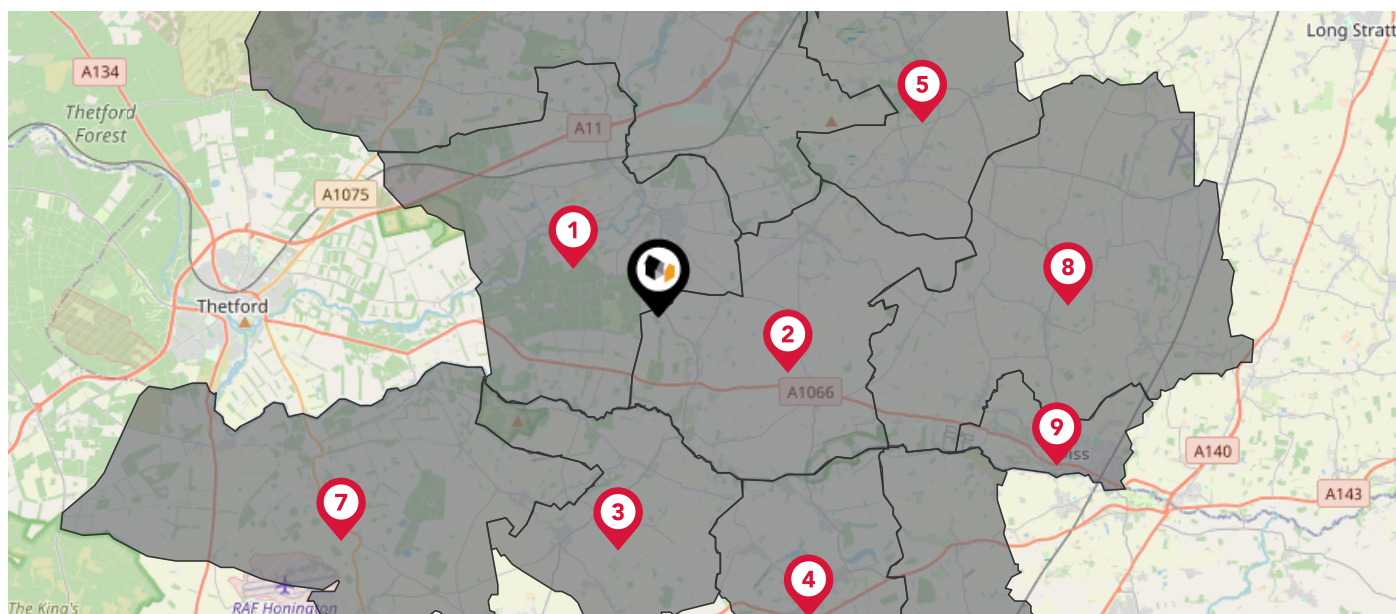 Long Stratt
A134
5
Thetford
Forest
A11
A1075
1
8
Thetford
2
A1066
9
iss
A140
7
A143
3
4
The King's
RAF Honington